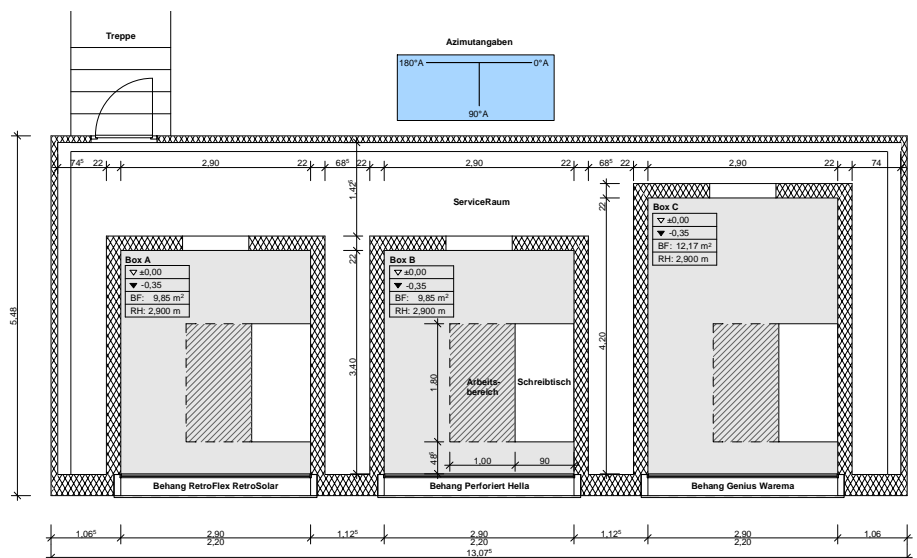 Treppe
Azimutangaben
180°A 0°A
90°A
74⁵ 22 2,90 22 68⁵ 22 2,90 22 68⁵ 22 2,90 22 74
1,42⁵
ServiceRaum
22
Box C
±0,00
-0,35
BF: 12,17 m²
RH: 2,900 m
22
Box A
±0,00
-0,35
BF: 9,85 m²
RH: 2,900 m
22
Box B
±0,00
-0,35
BF: 9,85 m²
RH: 2,900 m
5,48
3,40
4,20
1,80
Arbeits-
bereich
Schreibtisch
48⁵
1,00 90
Behang RetroFlex RetroSolar
Behang Perforiert Hella
Behang Genius Warema
1,06⁵ 2,90 1,12⁵ 2,90 1,12⁵ 2,90 1,06
2,20 2,20 2,20
13,07⁵